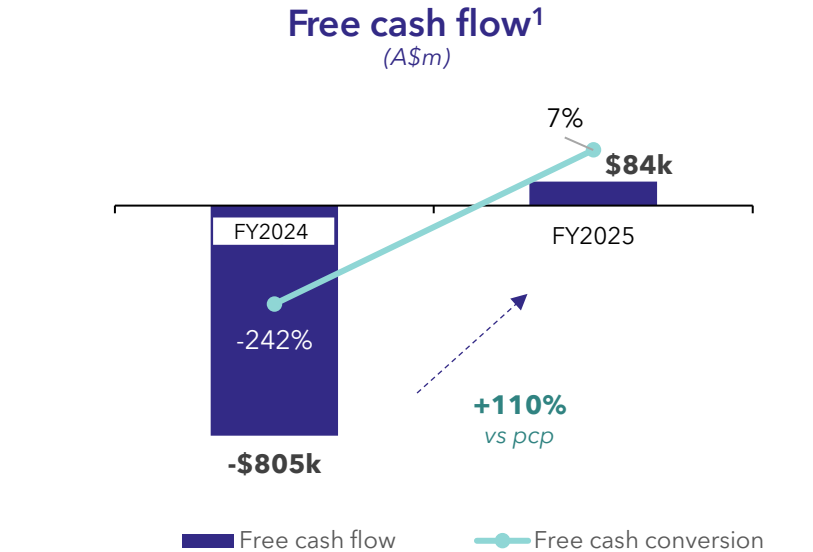 Free cash flow¹
(A$m)
7%
$84k
FY2024
FY2025
-242%
+110%
vs pcp
-$805k
Free cash flow
Free cash conversion